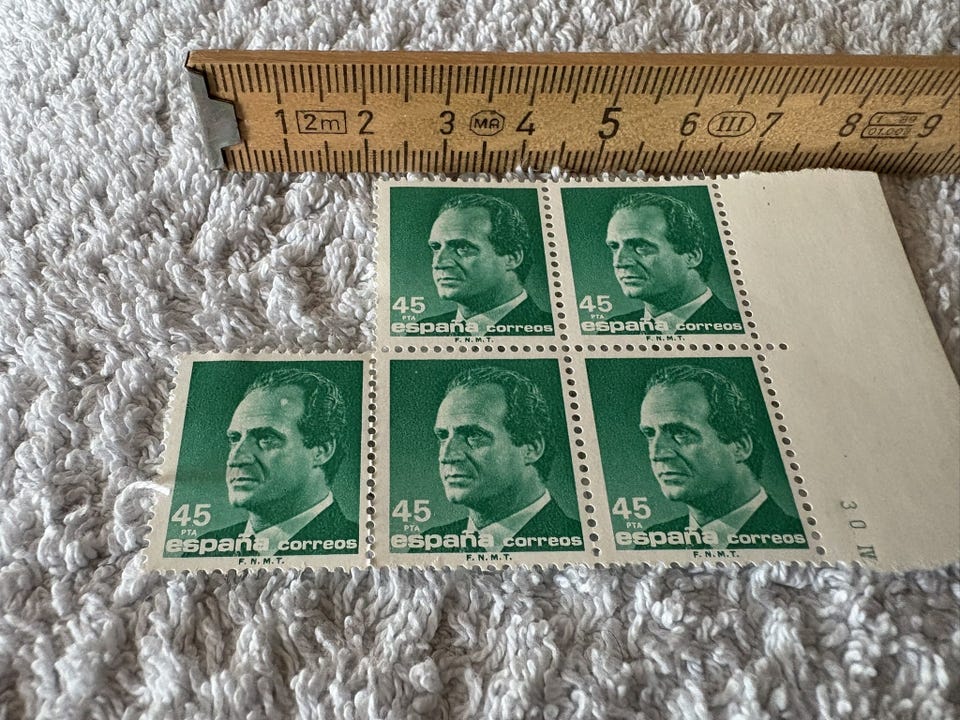 1 2m 2 3 MR 4 5 6 III 7 8 9
45
PTA
españa correos
F.N.M.T.
45
PTA
españa correos
F.N.M.T.
45
PTA
españa correos
F.N.M.T.
45
PTA
españa correos
F.N.M.T.
45
PTA
españa correos
F.N.M.T.
30 IV